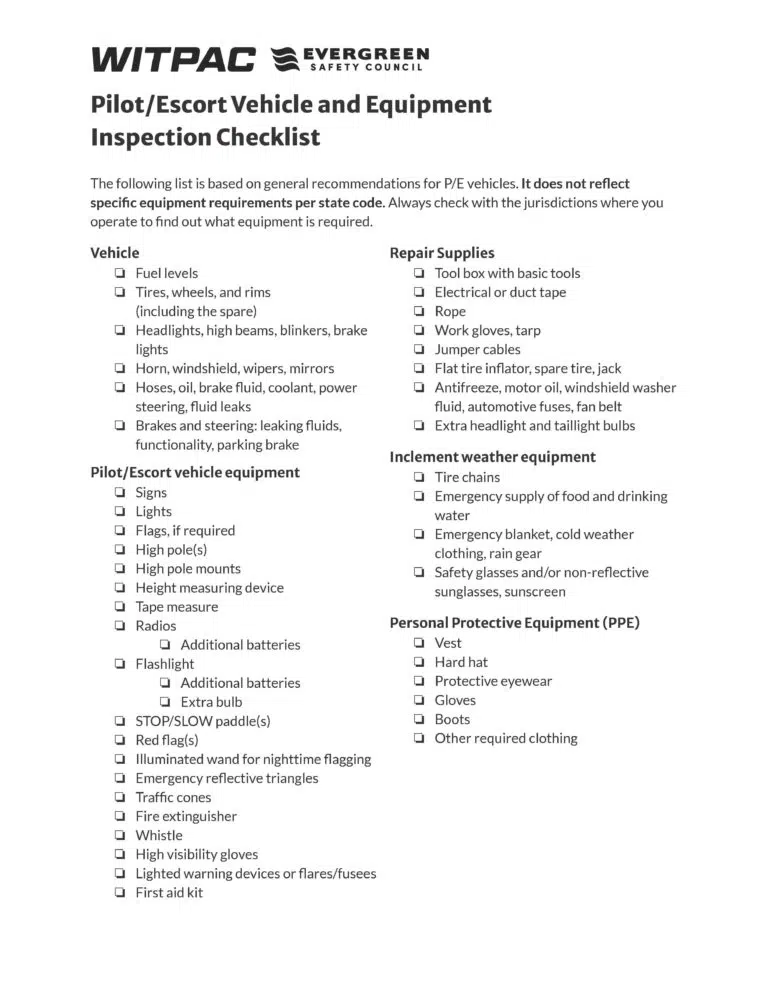 WITPAC EVERGREEN
SAFETY COUNCIL
Pilot/Escort Vehicle and Equipment
Inspection Checklist
The following list is based on general recommendations for P/E vehicles. It does not reflect
specific equipment requirements per state code. Always check with the jurisdictions where you
operate to find out what equipment is required.
Vehicle
❏ Fuel levels
❏ Tires, wheels, and rims
(including the spare)
❏ Headlights, high beams, blinkers, brake
lights
❏ Horn, windshield, wipers, mirrors
❏ Hoses, oil, brake fluid, coolant, power
steering, fluid leaks
❏ Brakes and steering: leaking fluids,
functionality, parking brake
Pilot/Escort vehicle equipment
❏ Signs
❏ Lights
❏ Flags, if required
❏ High pole(s)
❏ High pole mounts
❏ Height measuring device
❏ Tape measure
❏ Radios
❏ Additional batteries
❏ Flashlight
❏ Additional batteries
❏ Extra bulb
❏ STOP/SLOW paddle(s)
❏ Red flag(s)
❏ Illuminated wand for nighttime flagging
❏ Emergency reflective triangles
❏ Traffic cones
❏ Fire extinguisher
❏ Whistle
❏ High visibility gloves
❏ Lighted warning devices or flares/fusees
❏ First aid kit
Repair Supplies
❏ Tool box with basic tools
❏ Electrical or duct tape
❏ Rope
❏ Work gloves, tarp
❏ Jumper cables
❏ Flat tire inflator, spare tire, jack
❏ Antifreeze, motor oil, windshield washer
fluid, automotive fuses, fan belt
❏ Extra headlight and taillight bulbs
Inclement weather equipment
❏ Tire chains
❏ Emergency supply of food and drinking
water
❏ Emergency blanket, cold weather
clothing, rain gear
❏ Safety glasses and/or non-reflective
sunglasses, sunscreen
Personal Protective Equipment (PPE)
❏ Vest
❏ Hard hat
❏ Protective eyewear
❏ Gloves
❏ Boots
❏ Other required clothing